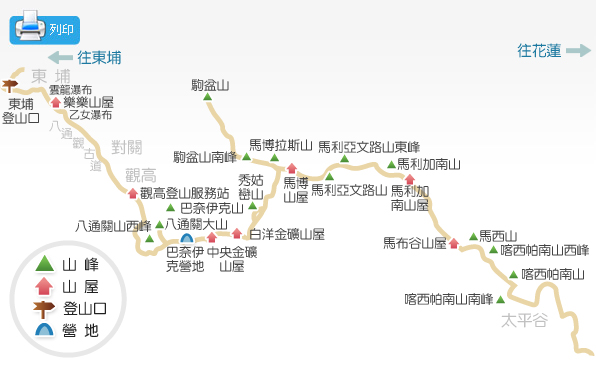 列印
往東埔
往花蓮
東 埔
東埔
登山口
雲龍瀑布
樂樂山屋
乙女瀑布
八通觀古道
對關
觀高
駒盆山
駒盆山南峰
馬博拉斯山
馬利亞文路山東峰
馬利加南山
秀姑
巒山
馬博
山屋
馬利亞文路山
馬利加
南山屋
觀高登山服務站
巴奈伊克山
八通關山西峰
八通關大山
白洋金礦山屋
巴奈伊
克營地
中央金礦
山屋
馬布谷山屋
馬西山
喀西帕南山西峰
喀西帕南山
喀西帕南山南峰
太平谷
山 峰
山 屋
登山口
營 地